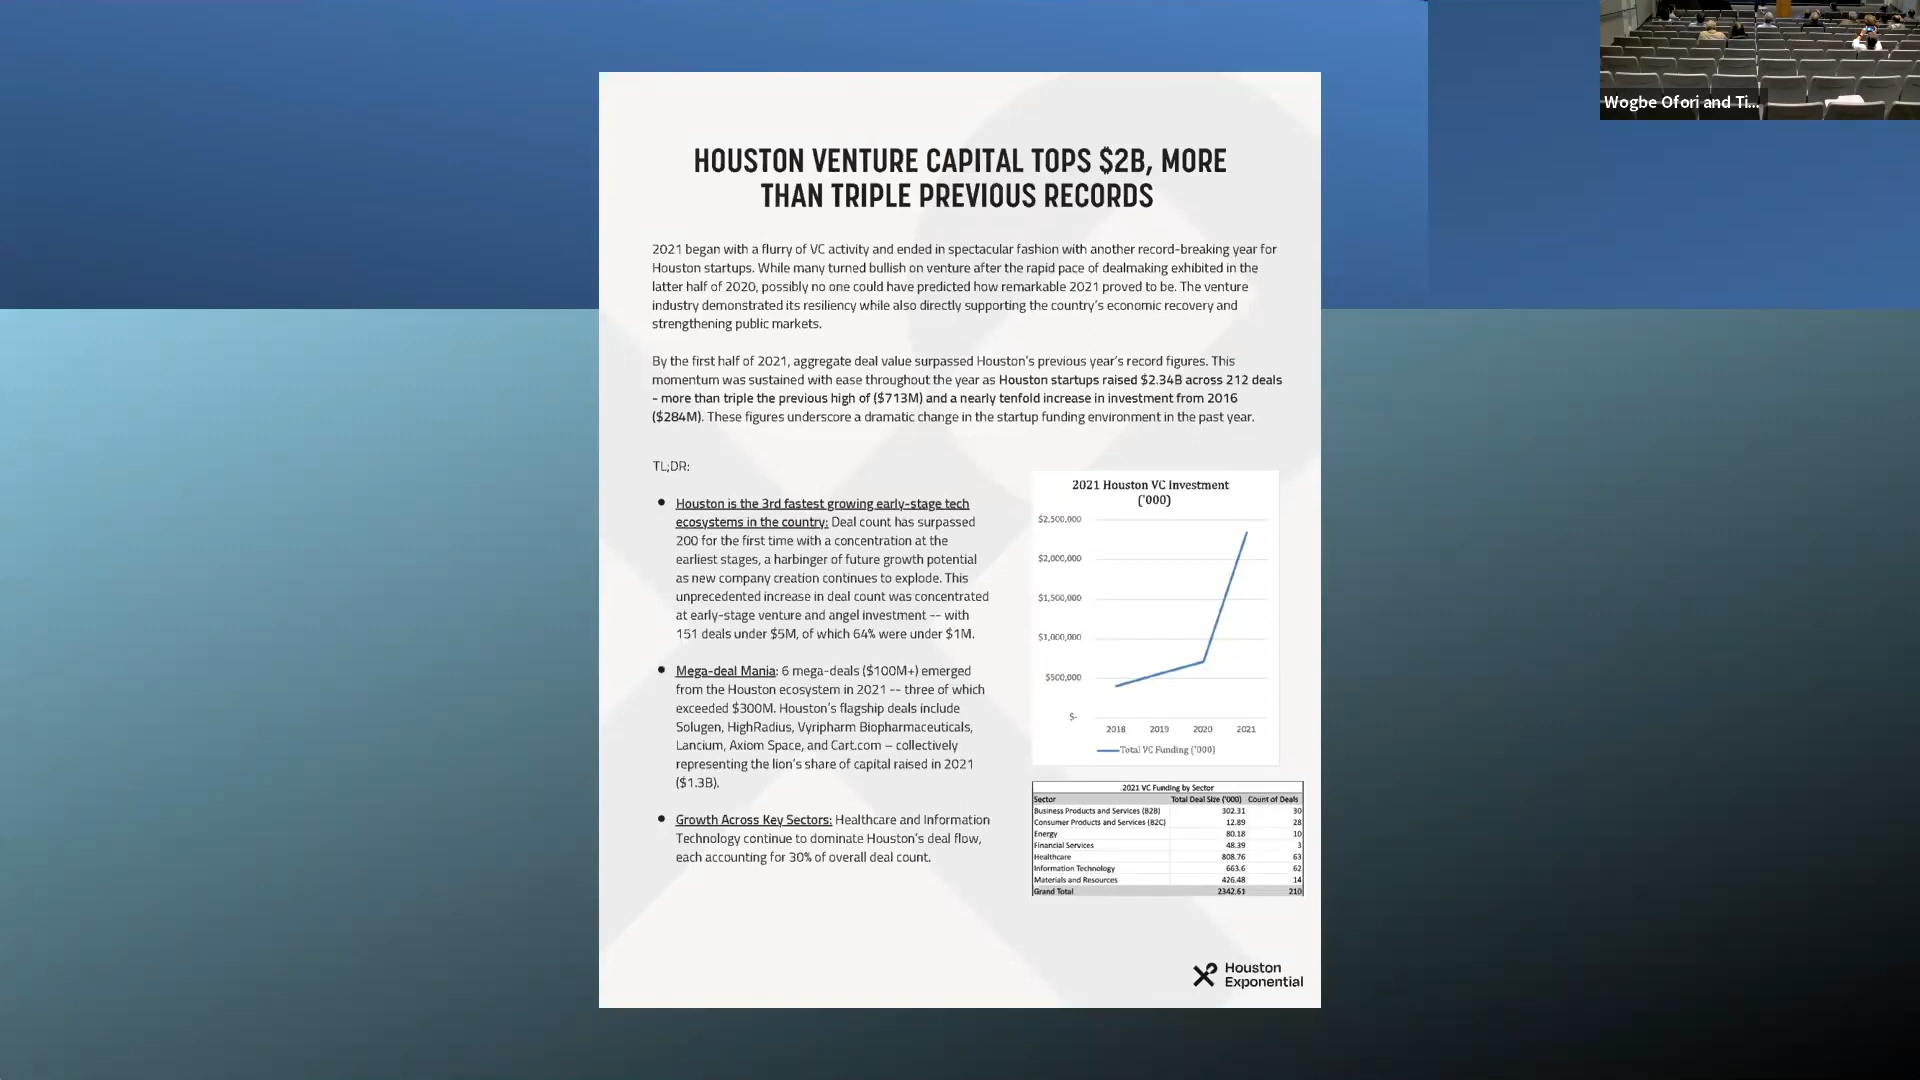 Wogbe Ofori and Ti...
HOUSTON VENTURE CAPITAL TOPS $2B, MORE
THAN TRIPLE PREVIOUS RECORDS
2021 began with a flurry of VC activity and ended in spectacular fashion with another record-breaking year for
Houston startups. While many turned bullish on venture after the rapid pace of dealmaking exhibited in the
latter half of 2020, possibly no one could have predicted how remarkable 2021 proved to be. The venture
industry demonstrated its resiliency while also directly supporting the country's economic recovery and
strengthening public markets.
By the first half of 2021, aggregate deal value surpassed Houston's previous year's record figures. This
momentum was sustained with ease throughout the year as Houston startups raised $2.34B across 212 deals
- more than triple the previous high of ($713M) and a nearly tenfold increase in investment from 2016
($284M). These figures underscore a dramatic change in the startup funding environment in the past year.
TL;DR:
• Houston is the 3rd fastest growing early-stage tech
ecosystems in the country: Deal count has surpassed
200 for the first time with a concentration at the
earliest stages, a harbinger of future growth potential
as new company creation continues to explode. This
unprecedented increase in deal count was concentrated
at early-stage venture and angel investment -- with
151 deals under $5M, of which 64% were under $1M.
• Mega-deal Mania: 6 mega-deals ($100M+) emerged
from the Houston ecosystem in 2021 -- three of which
exceeded $300M. Houston's flagship deals include
Solugen, HighRadius, Vyripharm Biopharmaceuticals,
Lancium, Axiom Space, and Cart.com – collectively
representing the lion's share of capital raised in 2021
($1.3B).
• Growth Across Key Sectors: Healthcare and Information
Technology continue to dominate Houston's deal flow,
each accounting for 30% of overall deal count.
2021 Houston VC Investment
('000)
$2,500,000
$2,000,000
$1,500,000
$1,000,000
$500,000
$-
2018 2019 2020 2021
Total VC Funding ('000)
2021 VC Funding by Sector
Sector Total Deal Size ('000) Count of Deals
Business Products and Services (B2B) 302.31 30
Consumer Products and Services (B2C) 12.89 28
Energy 80.18 10
Financial Services 48.39 3
Healthcare 808.76 63
Information Technology 663.6 62
Materials and Resources 426.48 14
Grand Total 2342.61 210
Houston
Exponential